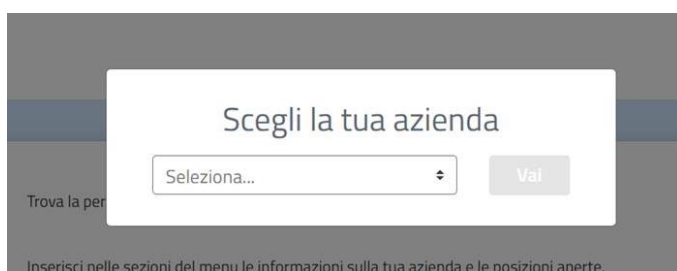 Scegli la tua azienda
Seleziona...
Vai
Trova la per
Inserisci nelle sezioni del menu le informazioni sulla tua azienda e le posizioni aperte.